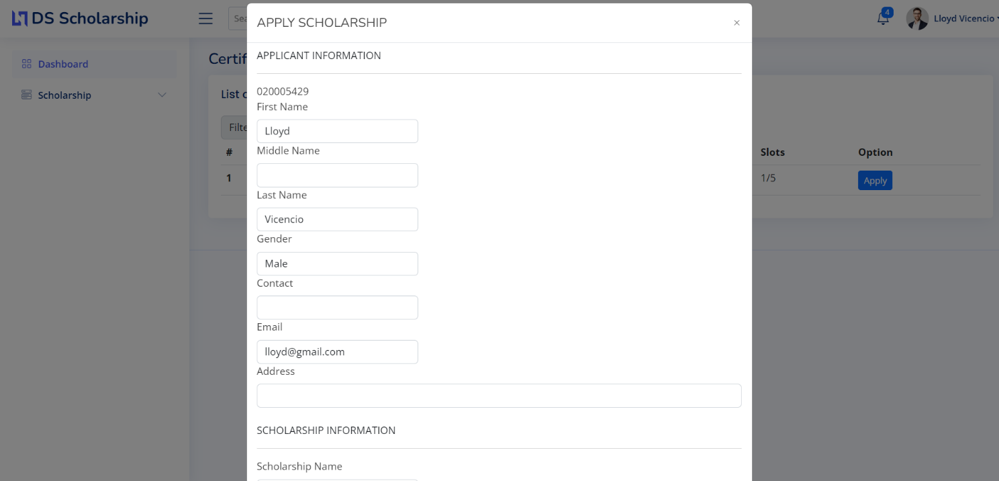 DS Scholarship
Sea
4
Lloyd Vicencio
Dashboard
Scholarship
Certif
List o
Filte
#
Slots
Option
1
1/5
Apply
APPLY SCHOLARSHIP
×
APPLICANT INFORMATION
020005429
First Name
Lloyd
Middle Name
Last Name
Vicencio
Gender
Male
Contact
Email
lloyd@gmail.com
Address
SCHOLARSHIP INFORMATION
Scholarship Name